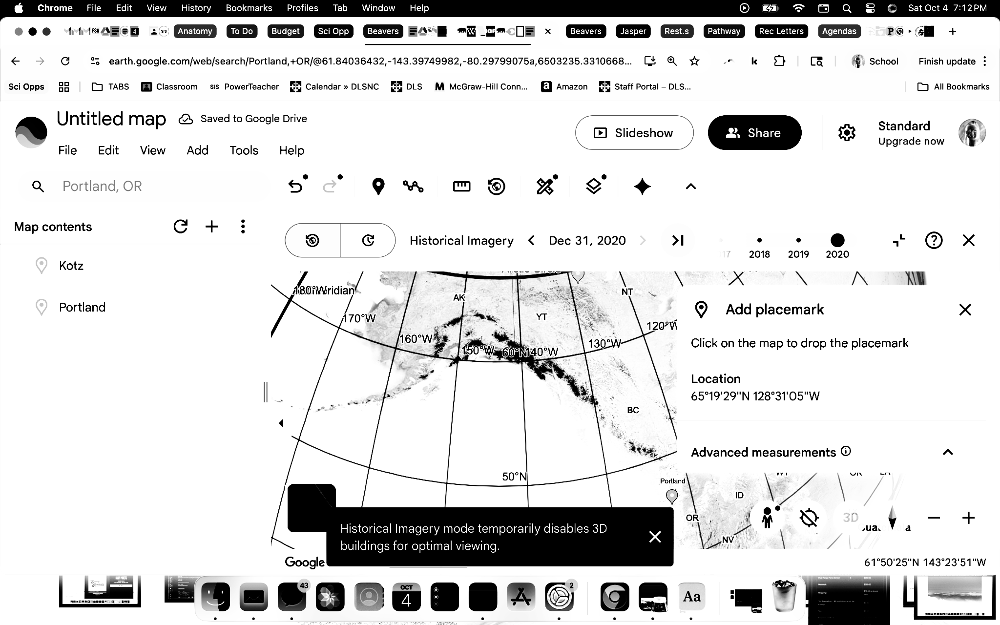 Chrome File Edit View History Bookmarks Profiles Tab Window Help Sat Oct 4 7:12 PM
FSA 4 SIS Anatomy To Do Budget Sci Opp Beavers W Beavers Jasper Rest.s Pathway Rec Letters Agendas
earth.google.com/web/search/Portland,+OR/@61.84036432,-143.39749982,-80.29799075a,6503235.3310668... k School Finish update
Sci Opps TABS Classroom SIS PowerTeacher Calendar » DLSNC DLS McGraw-Hill Conn... Amazon Staff Portal – DLS... All Bookmarks
Untitled map Saved to Google Drive
Slideshow Share Standard
Upgrade now
File Edit View Add Tools Help
Portland, OR
Map contents
Historical Imagery Dec 31, 2020
17 2018 2019 2020
Kotz
Portland
180°W
AK
NT
YT
170°W
120°W
160°W
130°W
150°W 60°N 140°W
BC
50°N
Portland
Add placemark
Click on the map to drop the placemark
Location
65°19'29"N 128°31'05"W
Advanced measurements
ID
OR
3D
NV
Historical Imagery mode temporarily disables 3D
buildings for optimal viewing.
Google
61°50'25"N 143°23'51"W
43
OCT
4
2
Aa